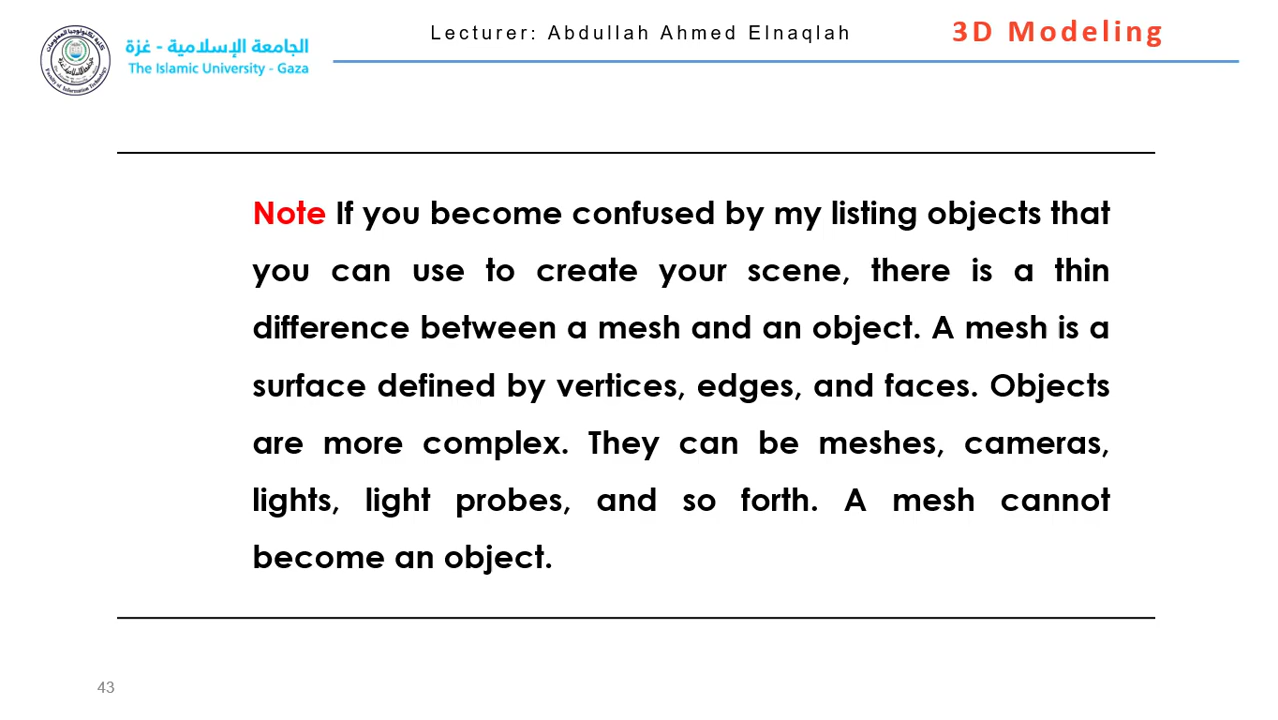 الجامعة الإسلامية - غزة
The Islamic University - Gaza
Lecturer: Abdullah Ahmed Elnaqlah
3D Modeling
Note If you become confused by my listing objects that
you can use to create your scene, there is a thin
difference between a mesh and an object. A mesh is a
surface defined by vertices, edges, and faces. Objects
are more complex. They can be meshes, cameras,
lights, light probes, and so forth. A mesh cannot
become an object.
43